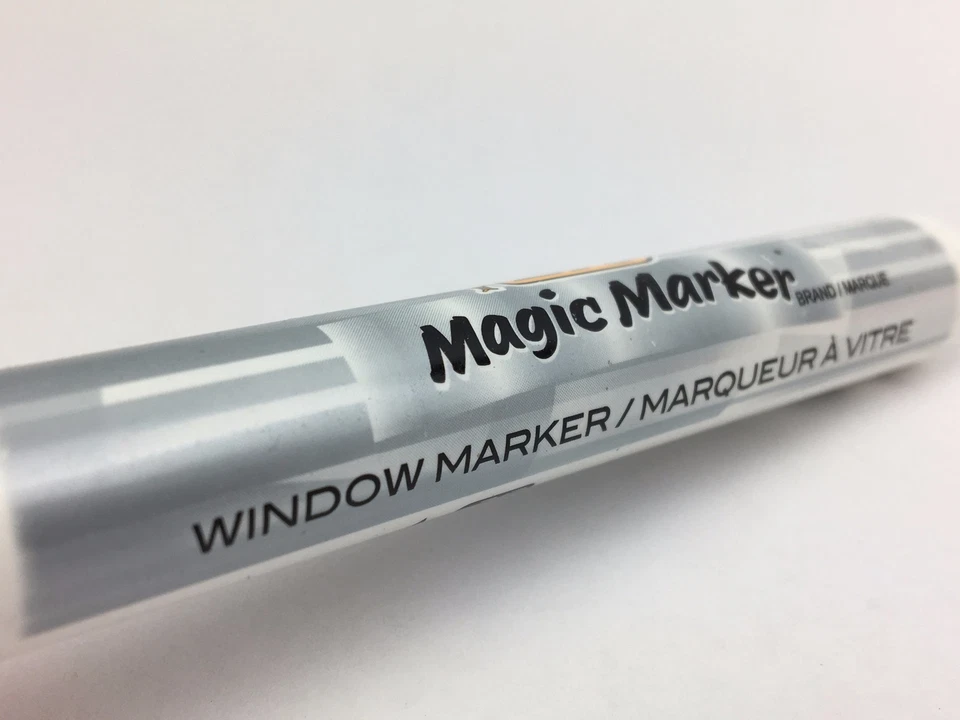 Magic Marker BRAND / MARQUE
WINDOW MARKER / MARQUEUR À VITRE